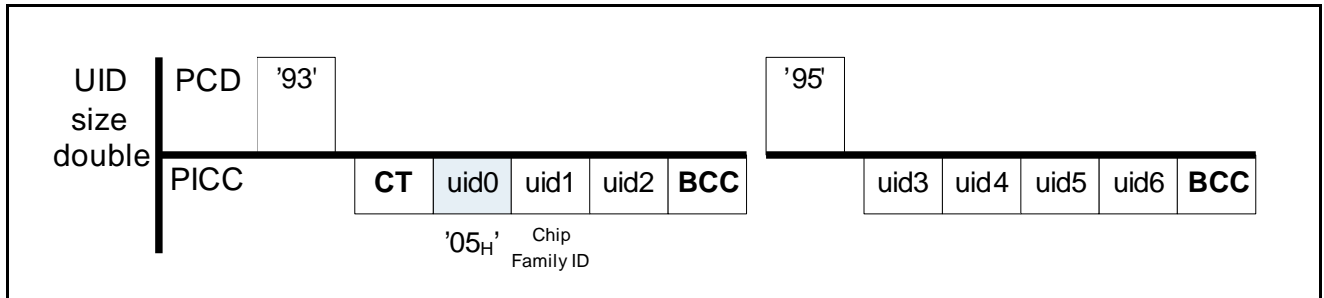 UID size double
PCD '93' '95'
PICC CT uid0 uid1 uid2 BCC uid3 uid4 uid5 uid6 BCC
'05H' Chip Family ID